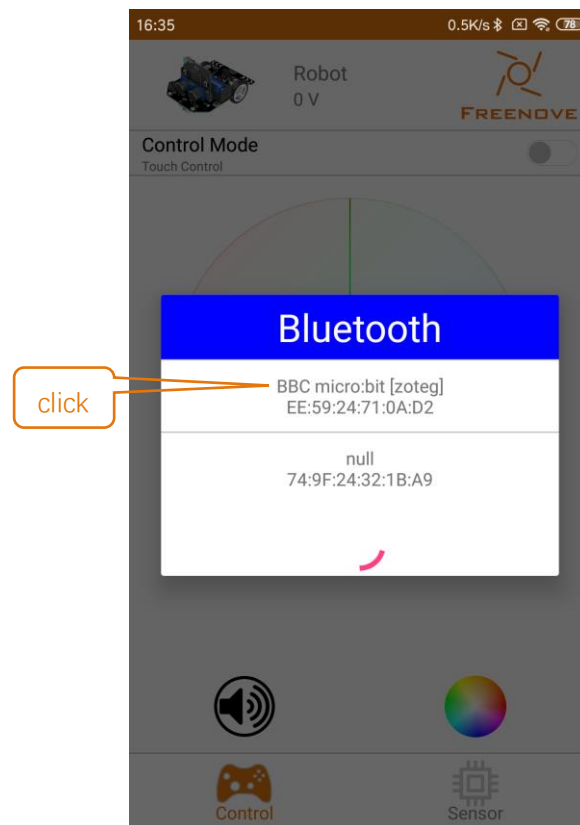 16:35
0.5K/s
78
Robot
0 V
FREENOVE
Control Mode
Touch Control
Bluetooth
BBC micro:bit [zoteg]
EE:59:24:71:0A:D2
click
null
74:9F:24:32:1B:A9
Control
Sensor